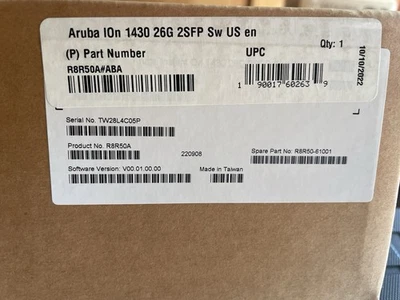 Aruba IOn 1430 26G 2SFP Sw US en
(P) Part Number UPC Qty: 1
R8R50A#ABA
1 90017 60263 9
10/10/2022
Serial No. TW28L4C05P
Product No. R8R50A
220908
Spare Part No: R8R50-61001
Software Version: V00.01.00.00
Made in Taiwan